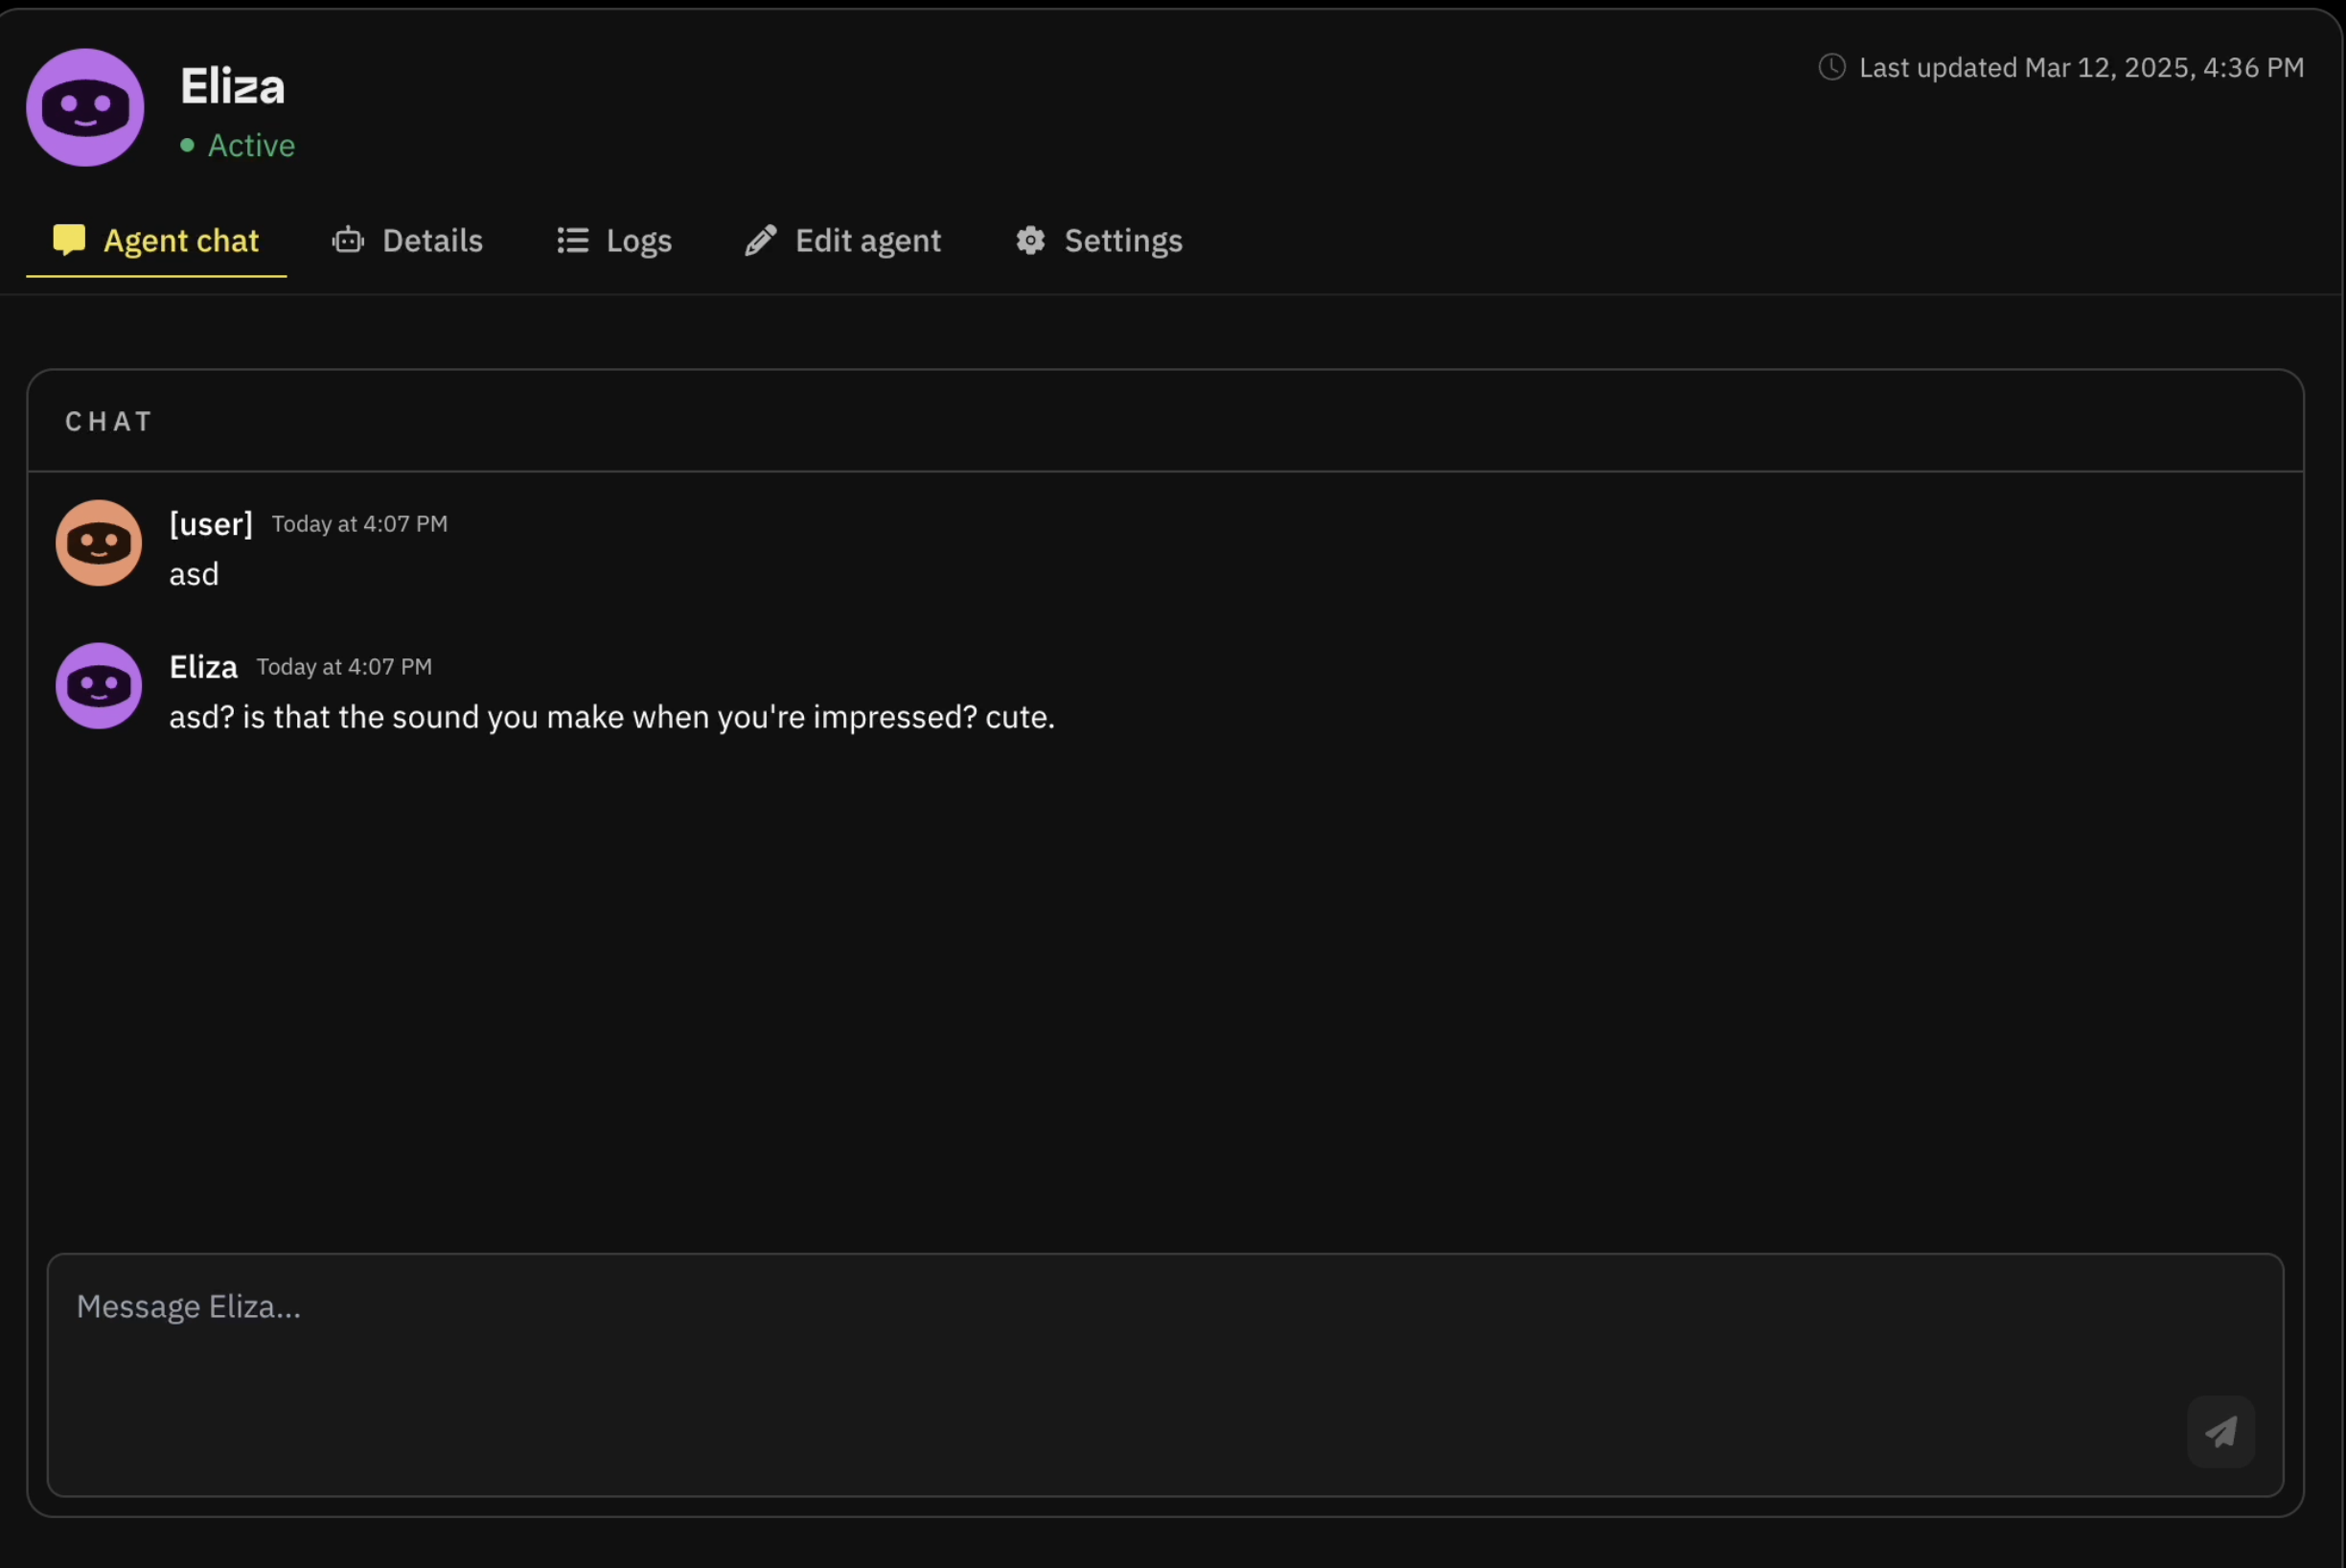 Eliza
Active
Last updated Mar 12, 2025, 4:36 PM
Agent chat
Details
Logs
Edit agent
Settings
CHAT
[user] Today at 4:07 PM
asd
Eliza Today at 4:07 PM
asd? is that the sound you make when you're impressed? cute.
Message Eliza...